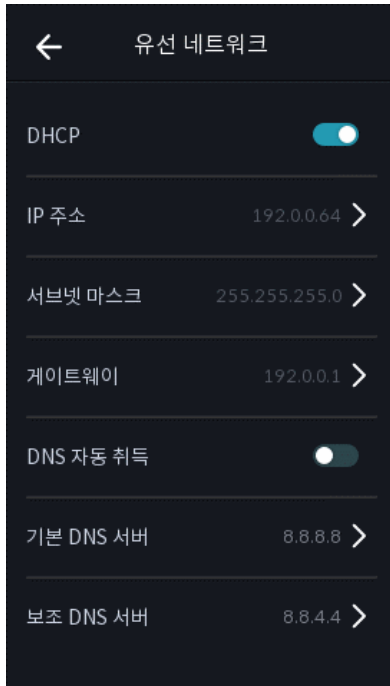 유선 네트워크
DHCP
IP 주소 192.0.0.64
서브넷 마스크 255.255.255.0
게이트웨이 192.0.0.1
DNS 자동 취득
기본 DNS 서버 8.8.8.8
보조 DNS 서버 8.8.4.4